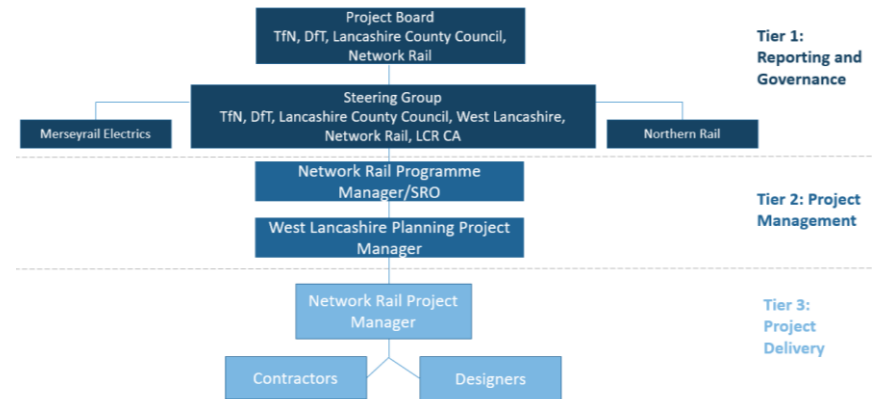 Project Board
TfN, DfT, Lancashire County Council,
Network Rail
Tier 1:
Reporting and
Governance
Steering Group
TfN, DfT, Lancashire County Council, West Lancashire,
Network Rail, LCR CA
Merseyrail Electrics
Northern Rail
Network Rail Programme
Manager/SRO
West Lancashire Planning Project
Manager
Tier 2: Project
Management
Network Rail Project
Manager
Tier 3:
Project
Delivery
Contractors
Designers